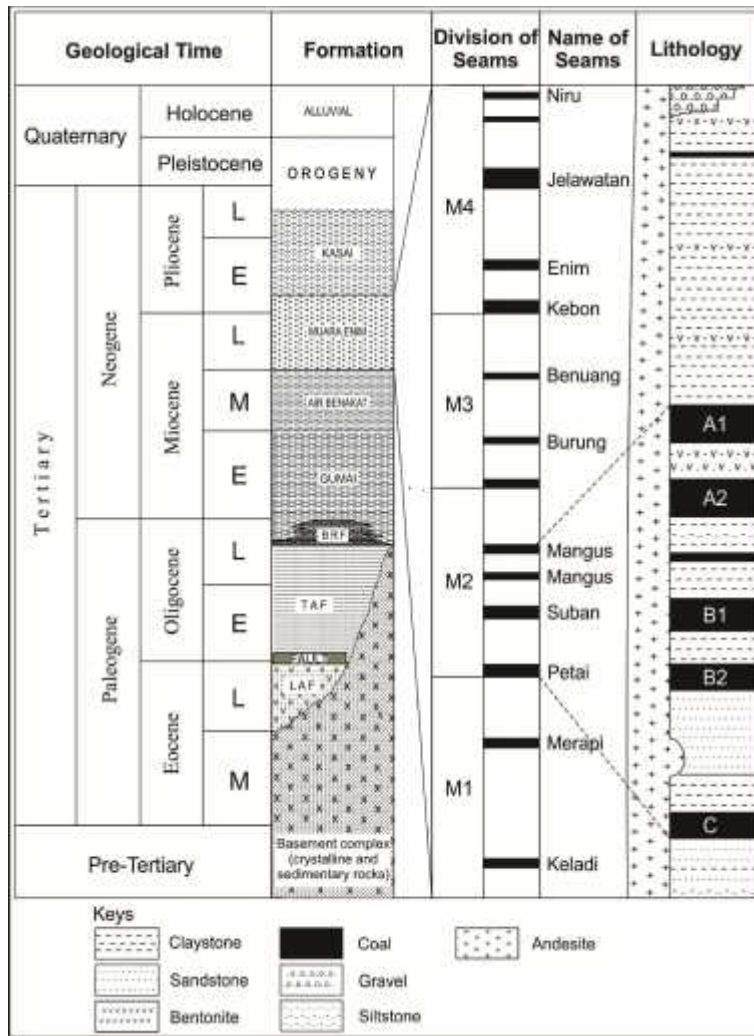 Geological Time
Formation
Division of
Seams
Name of
Seams
Lithology
Quaternary
Holocene
Pleistocene
Tertiary
Neogene
Paleogene
Pliocene
L
E
Miocene
L
M
E
Oligocene
L
E
Eocene
L
M
Pre-Tertiary
ALLUVIAL
OROGENY
KASAI
MUARA ENIM
AIR BENAKAT
GUMAI
BRF
TAF
LAF
Basement complex
(crystalline and
sedimentary rocks)
M4
M3
M2
M1
Niru
Jelawatan
Enim
Kebon
Benuang
Burung
Mangus
Mangus
Suban
Petai
Merapi
Keladi
A1
A2
B1
B2
C
Keys
Claystone
Sandstone
Bentonite
Coal
Gravel
Siltstone
Andesite